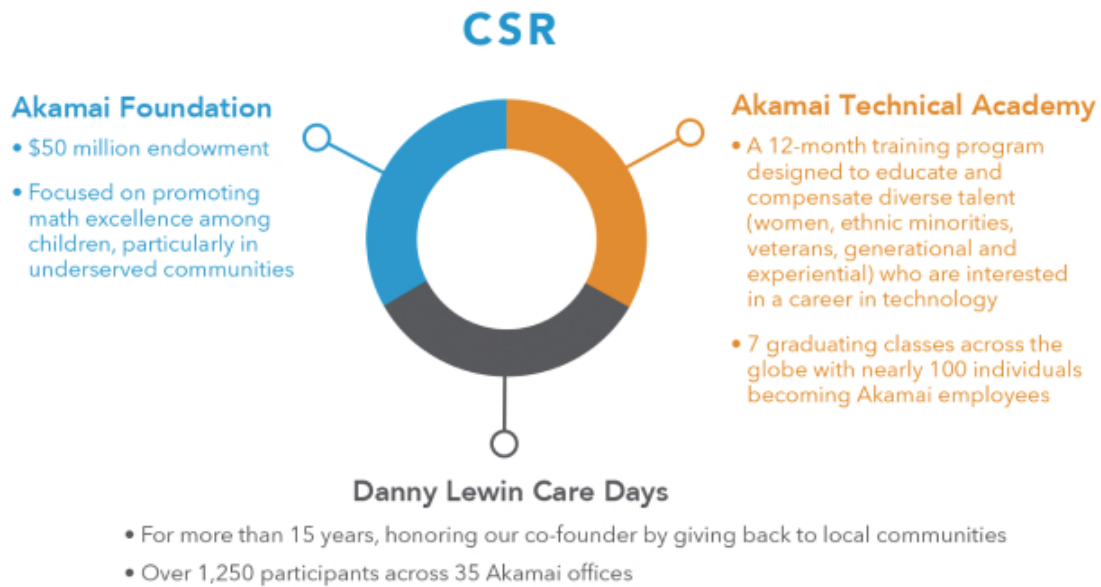 CSR
Akamai Foundation
• $50 million endowment
• Focused on promoting
math excellence among
children, particularly in
underserved communities
Akamai Technical Academy
• A 12-month training program
designed to educate and
compensate diverse talent
(women, ethnic minorities,
veterans, generational and
experiential) who are interested
in a career in technology
• 7 graduating classes across the
globe with nearly 100 individuals
becoming Akamai employees
Danny Lewin Care Days
• For more than 15 years, honoring our co-founder by giving back to local communities
• Over 1,250 participants across 35 Akamai offices